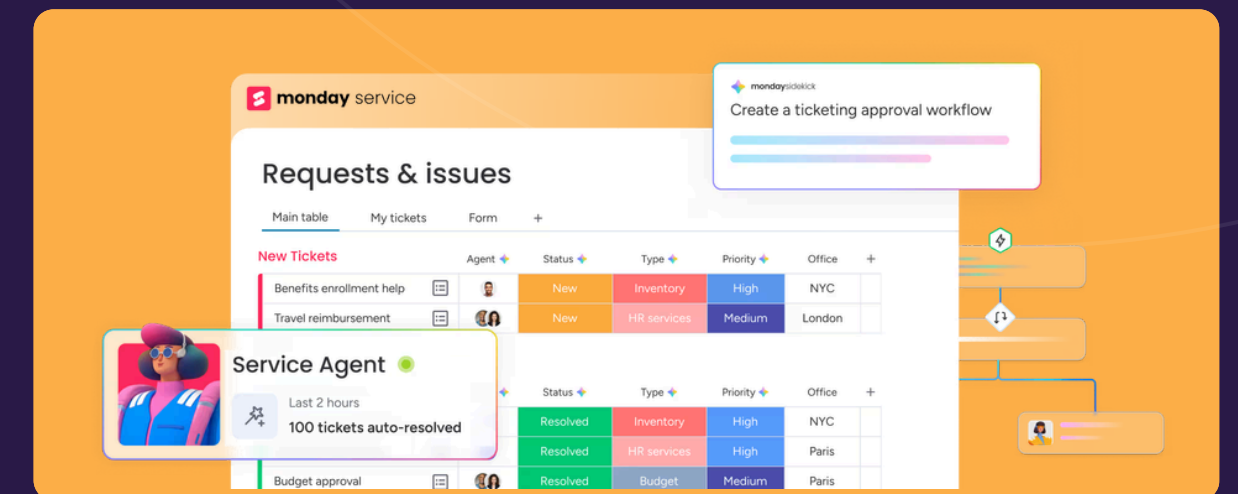 monday service
mondaysidekick
Create a ticketing approval workflow
Requests & issues
Main table My tickets Form +
New Tickets Agent Status Type Priority Office +
Benefits enrollment help New Inventory High NYC
Travel reimbursement New HR services Medium London
Service Agent
Last 2 hours
100 tickets auto-resolved
Status Type Priority Office +
Resolved Inventory High NYC
Resolved HR services High Paris
Budget approval Resolved Budget Medium Paris